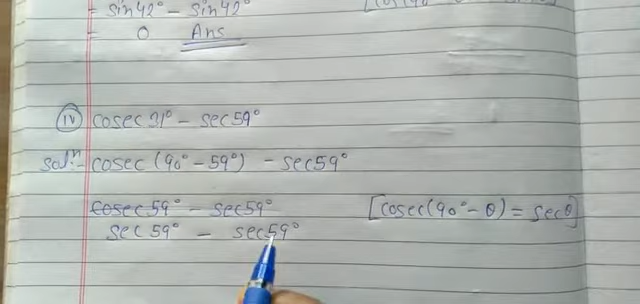 - sin42° - sin42°
- 0 Ans
(iv) cosec 31° - sec 59°
Solⁿ:- cosec (90° - 59°) - sec 59°
cosec 59° - sec 59° [cosec(90° - θ) = secθ]
sec 59° - sec 59°